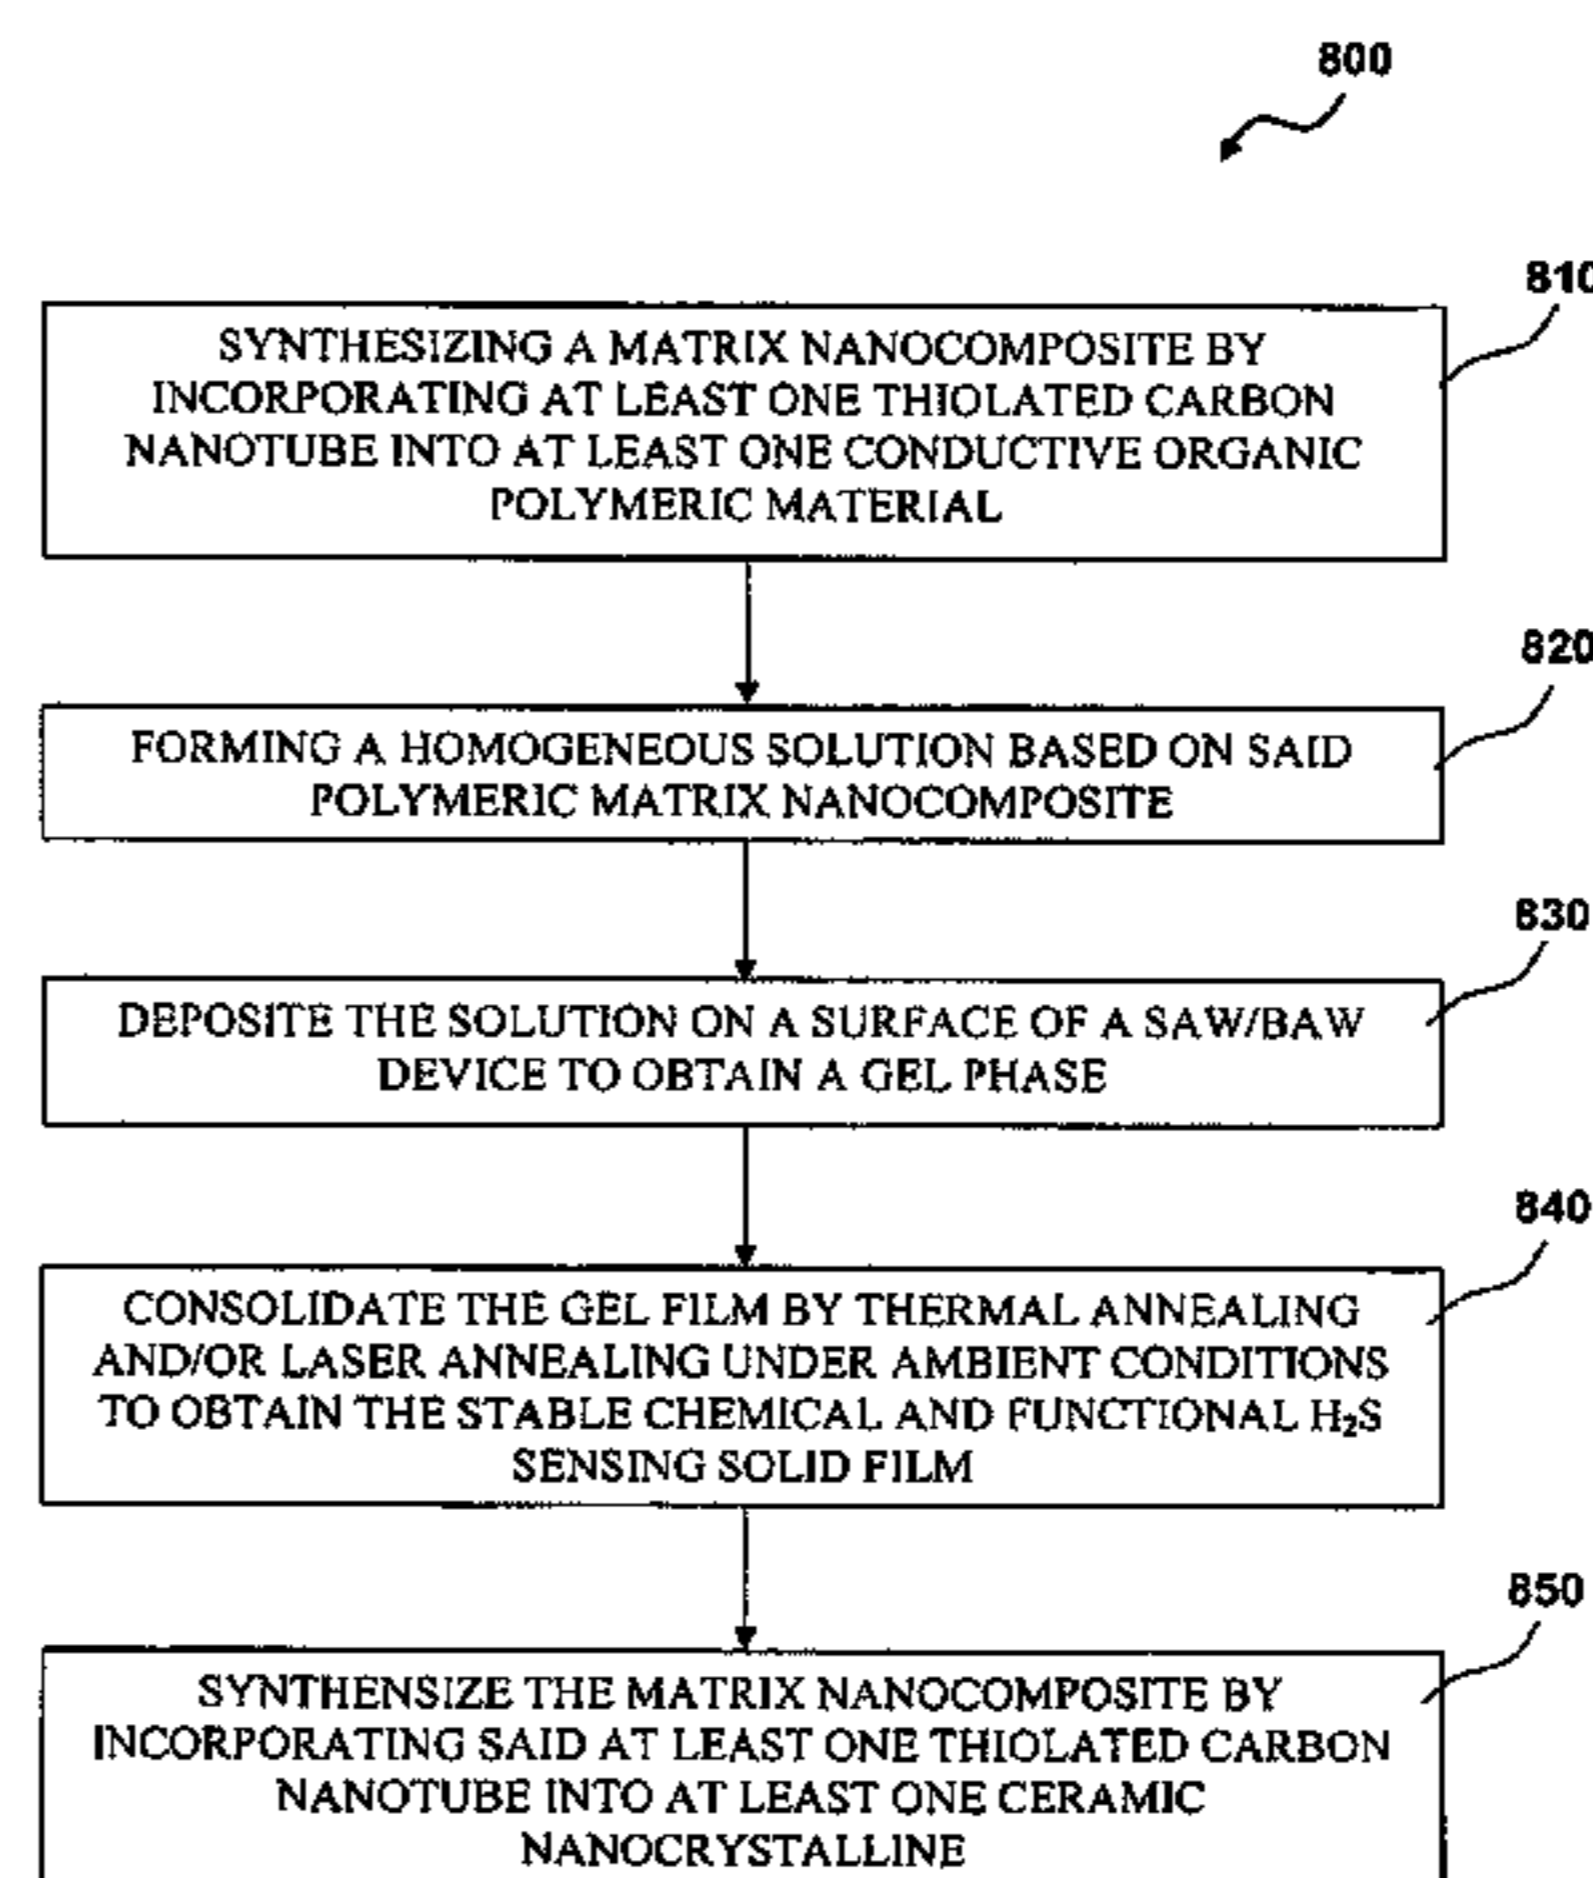 800
810
SYNTHESIZING A MATRIX NANOCOMPOSITE BY
INCORPORATING AT LEAST ONE THIOLATED CARBON
NANOTUBE INTO AT LEAST ONE CONDUCTIVE ORGANIC
POLYMERIC MATERIAL
820
FORMING A HOMOGENEOUS SOLUTION BASED ON SAID
POLYMERIC MATRIX NANOCOMPOSITE
830
DEPOSITE THE SOLUTION ON A SURFACE OF A SAW/BAW
DEVICE TO OBTAIN A GEL PHASE
840
CONSOLIDATE THE GEL FILM BY THERMAL ANNEALING
AND/OR LASER ANNEALING UNDER AMBIENT CONDITIONS
TO OBTAIN THE STABLE CHEMICAL AND FUNCTIONAL H₂S
SENSING SOLID FILM
850
SYNTHENSIZE THE MATRIX NANOCOMPOSITE BY
INCORPORATING SAID AT LEAST ONE THIOLATED CARBON
NANOTUBE INTO AT LEAST ONE CERAMIC
NANOCRYSTALLINE